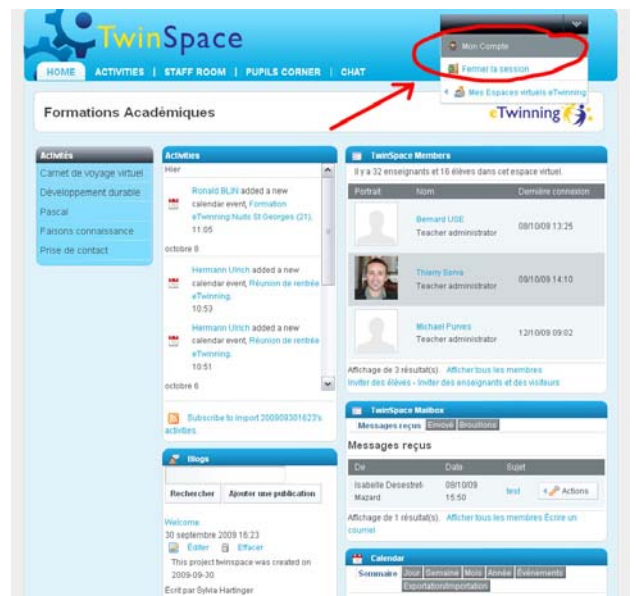 TwinSpace
Mon Compte
Fermer la session
Mes Espaces virtuels eTwinning
HOME ACTIVITIES | STAFF ROOM | PUPILS CORNER | CHAT
Formations Académiques
eTwinning
Activités
Carnet de voyage virtuel
Développement durable
Pascal
Faisons connaissance
Prise de contact
Activities
Hier
Ronald BLIN added a new
calendar event, Formation
eTwinning Nuits St Georges (21).
11:05
octobre 8
Hermann Ulrich added a new
calendar event, Réunion de rentrée
eTwinning.
10:53
Hermann Ulrich added a new
calendar event, Réunion de rentrée
eTwinning.
10:51
octobre 6
Subscribe to import 200909301623's
activities.
Blogs
Rechercher Ajouter une publication
Welcome
30 septembre 2009 16:23
Editer Effacer
This project twinspace was created on
2009-09-30
Écrit par Sylvia Hartinger
TwinSpace Members
Il y a 32 enseignants et 16 élèves dans cet espace virtuel.
Portrait Nom Dernière connexion
Bernard USE
Teacher administrator
08/10/09 13:25
Thierry Sonra
Teacher administrator
09/10/09 14:10
Michael Purves
Teacher administrator
12/10/09 09:02
Affichage de 3 résultat(s). Afficher tous les membres
Inviter des élèves - Inviter des enseignants et des visiteurs
TwinSpace Mailbox
Messages reçus Envoyé Brouillons
Messages reçus
De Date Sujet
Isabelle Desestret-
Mazard
08/10/09
15:50
test
Actions
Affichage de 1 résultat(s). Afficher tous les membres Écrire un
courriel
Calendar
Sommaire Jour Semaine Mois Année Événements
Exportation/Importation